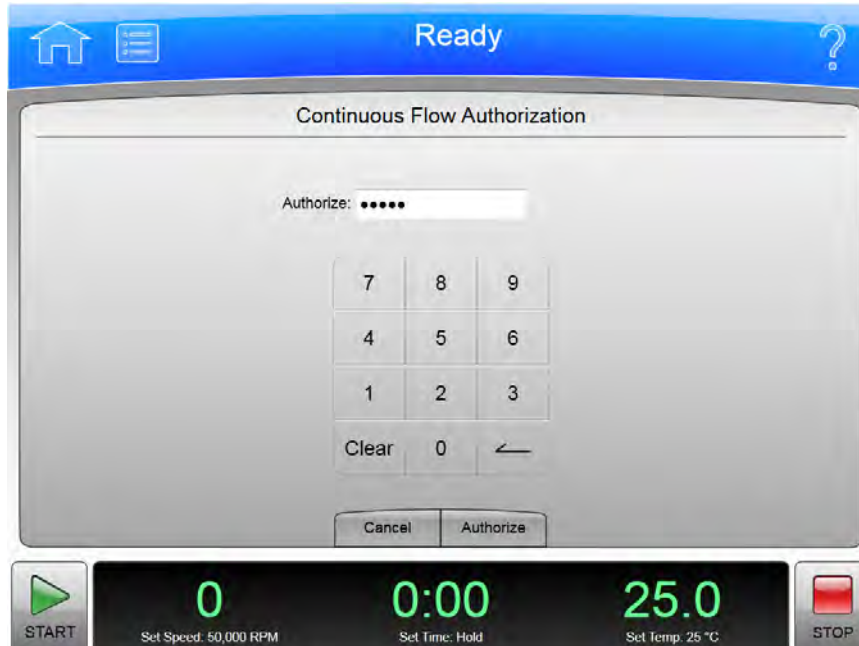 Ready
?
Continuous Flow Authorization
Authorize: •••••
7 8 9
4 5 6
1 2 3
Clear 0
Cancel Authorize
START
0 0:00 25.0
Set Speed: 50,000 RPM Set Time: Hold Set Temp: 25 °C
STOP